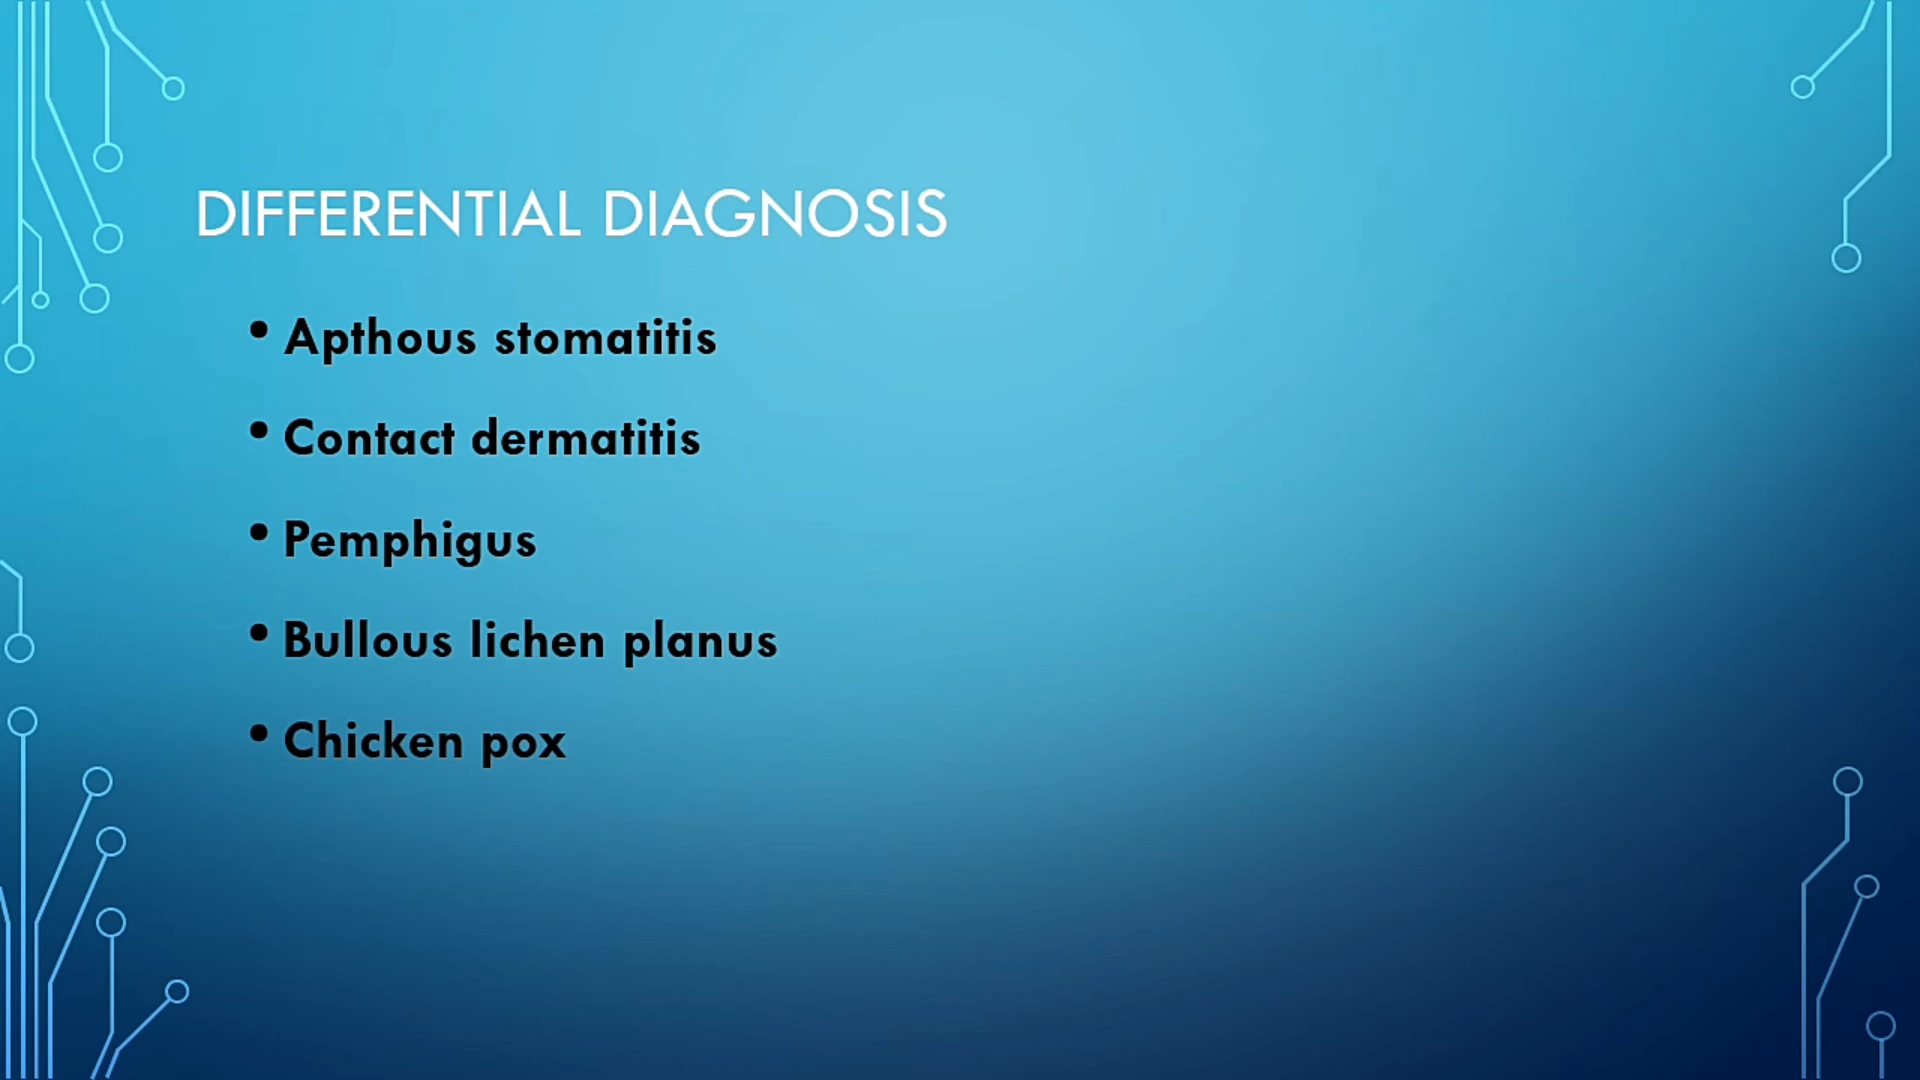 DIFFERENTIAL DIAGNOSIS
• Apthous stomatitis
• Contact dermatitis
• Pemphigus
• Bullous lichen planus
• Chicken pox